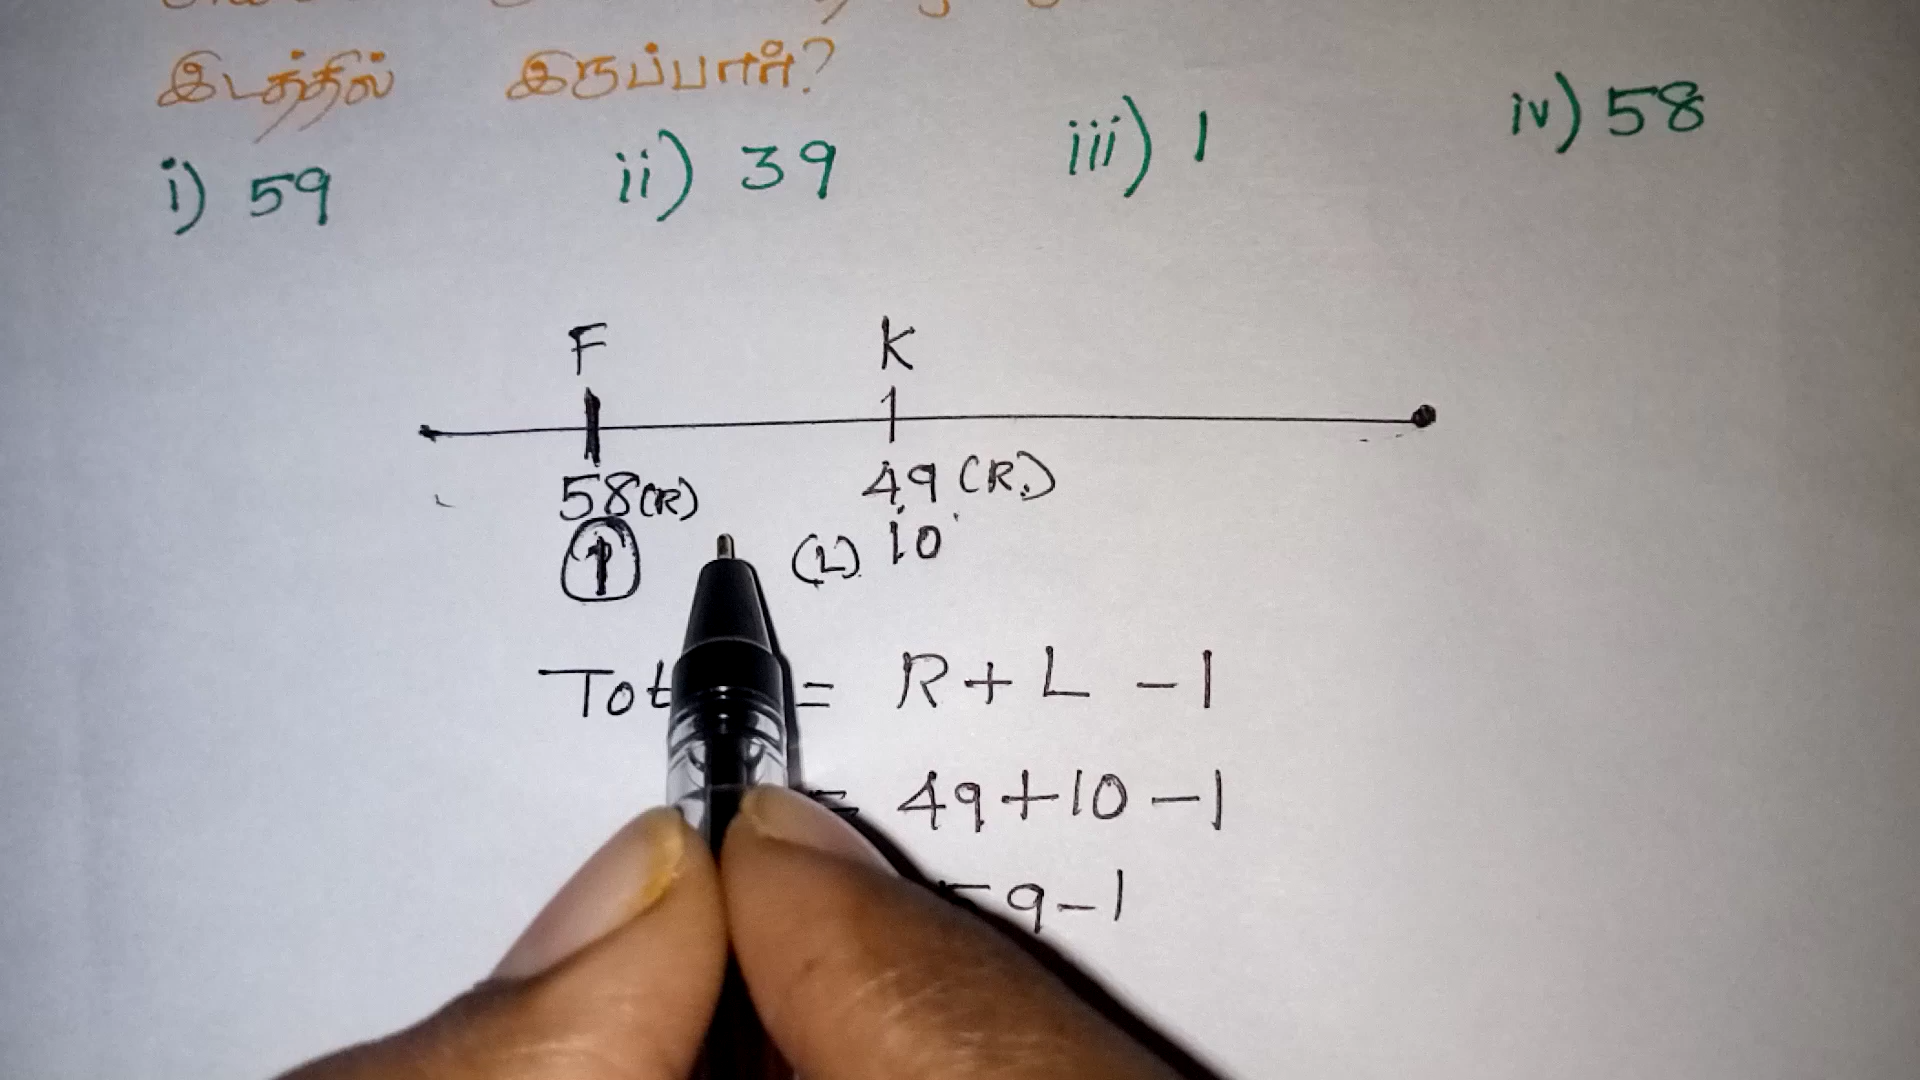 இடத்தில் இருப்பார்?
i) 59 ii) 39 iii) 1 iv) 58
F K
58(R) 49 (R)
1 (L) 10
= R + L - 1
= 49 + 10 - 1
9 - 1